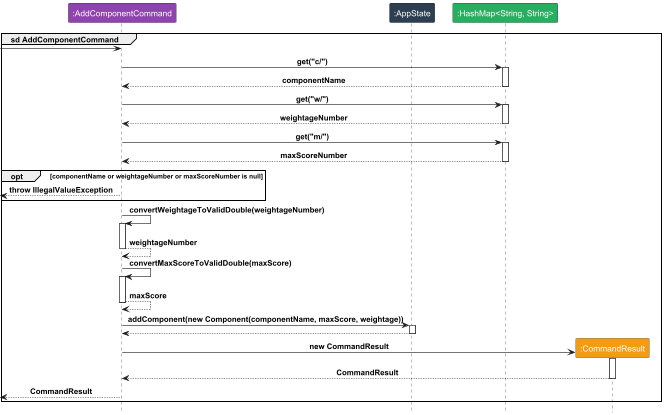 :AddComponentCommand
:AppState
:HashMap<String, String>
sd AddComponentCommand
get("c/")
componentName
get("w/")
weightageNumber
get("m/")
maxScoreNumber
opt
[componentName or weightageNumber or maxScoreNumber is null]
throw IllegalValueException
convertWeightageToValidDouble(weightageNumber)
weightageNumber
convertMaxScoreToValidDouble(maxScore)
maxScore
addComponent(new Component(componentName, maxScore, weightage))
new CommandResult
:CommandResult
CommandResult
CommandResult